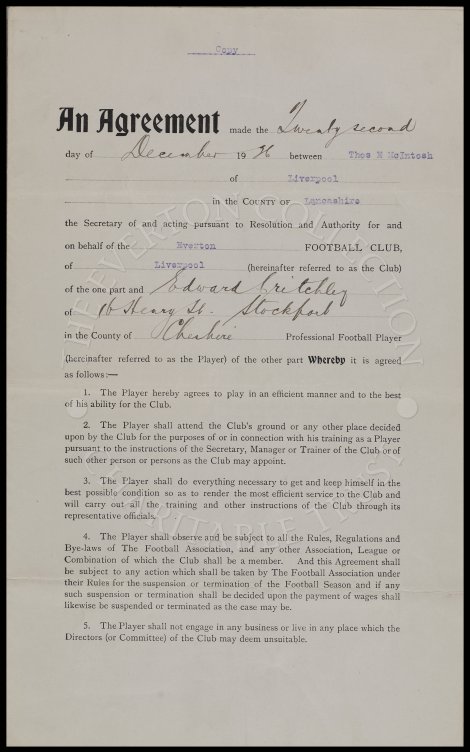 Copy
An Agreement made the Twenty second
day of December 19 26 between Thos H McIntosh
of Liverpool
in the COUNTY OF Lancashire
the Secretary of and acting pursuant to Resolution and Authority for and
on behalf of the Everton FOOTBALL CLUB,
of Liverpool (hereinafter referred to as the Club)
of the one part and Edward Critchley
of 16 Henry St. Stockport
in the County of Cheshire Professional Football Player
(hereinafter referred to as the Player) of the other part Whereby it is agreed
as follows:—
1. The Player hereby agrees to play in an efficient manner and to the best
of his ability for the Club.
2. The Player shall attend the Club's ground or any other place decided
upon by the Club for the purposes of or in connection with his training as a Player
pursuant to the instructions of the Secretary, Manager or Trainer of the Club or of
such other person or persons as the Club may appoint.
3. The Player shall do everything necessary to get and keep himself in the
best possible condition so as to render the most efficient service to the Club and
will carry out all the training and other instructions of the Club through its
representative officials.
4. The Player shall observe and be subject to all the Rules, Regulations and
Bye-laws of The Football Association, and any other Association, League or
Combination of which the Club shall be a member. And this Agreement shall
be subject to any action which shall be taken by The Football Association under
their Rules for the suspension or termination of the Football Season and if any
such suspension or termination shall be decided upon the payment of wages shall
likewise be suspended or terminated as the case may be.
5. The Player shall not engage in any business or live in any place which the
Directors (or Committee) of the Club may deem unsuitable.
THE EVERTON COLLECTION
CHARITABLE TRUST